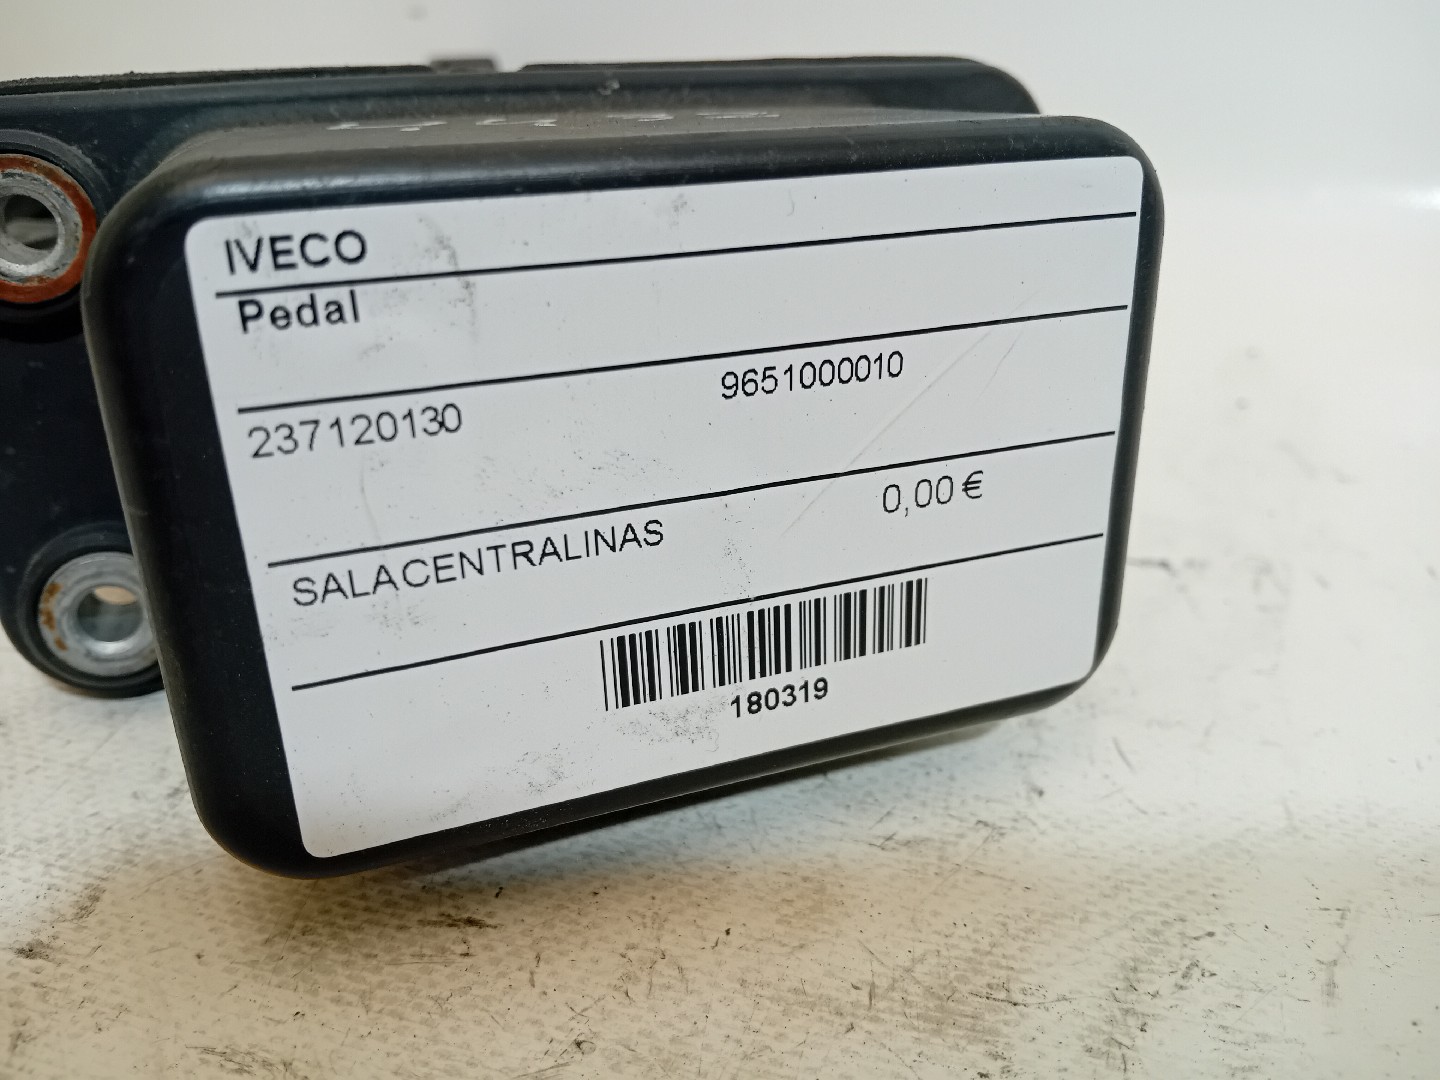 IVECO
Pedal
237120130 9651000010
SALACENTRALINAS 0,00 €
180319